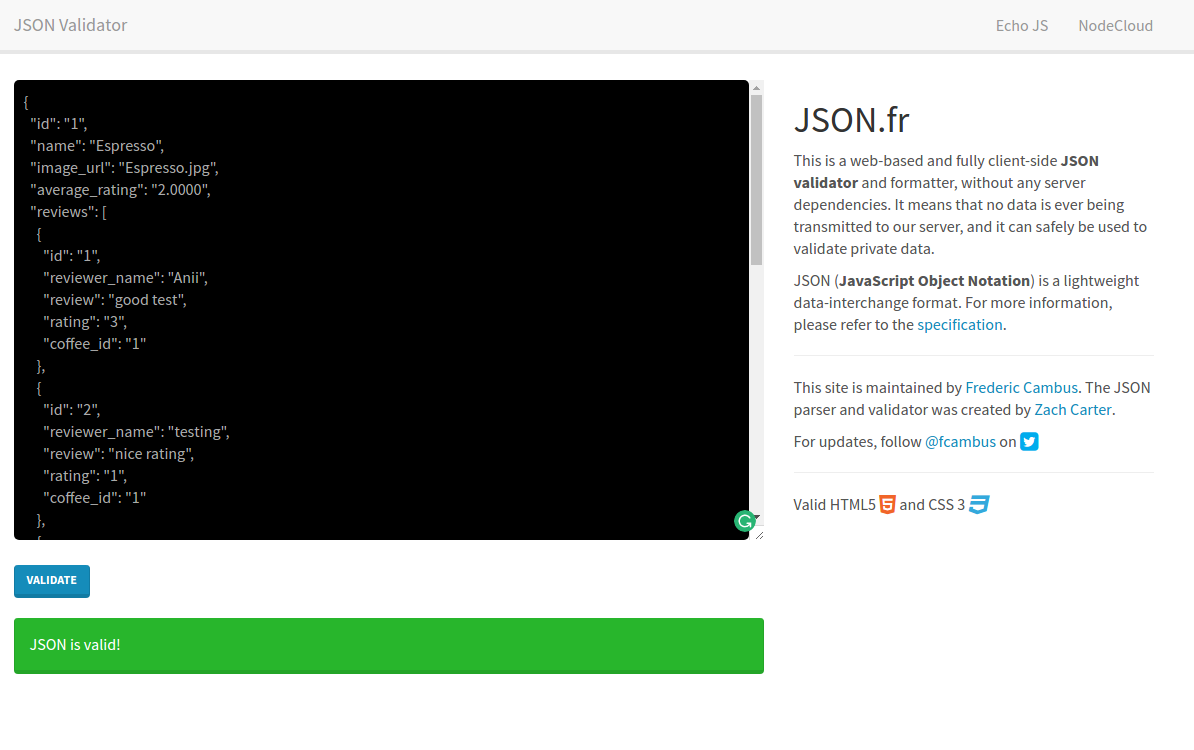 JSON Validator
Echo JS
NodeCloud
{
"id": "1",
"name": "Espresso",
"image_url": "Espresso.jpg",
"average_rating": "2.0000",
"reviews": [
{
"id": "1",
"reviewer_name": "Anii",
"review": "good test",
"rating": "3",
"coffee_id": "1"
},
{
"id": "2",
"reviewer_name": "testing",
"review": "nice rating",
"rating": "1",
"coffee_id": "1"
},
{
VALIDATE
JSON is valid!
JSON.fr
This is a web-based and fully client-side JSON
validator and formatter, without any server
dependencies. It means that no data is ever being
transmitted to our server, and it can safely be used to
validate private data.
JSON (JavaScript Object Notation) is a lightweight
data-interchange format. For more information,
please refer to the specification.
This site is maintained by Frederic Cambus. The JSON
parser and validator was created by Zach Carter.
For updates, follow @fcambus on
Valid HTML5 and CSS 3